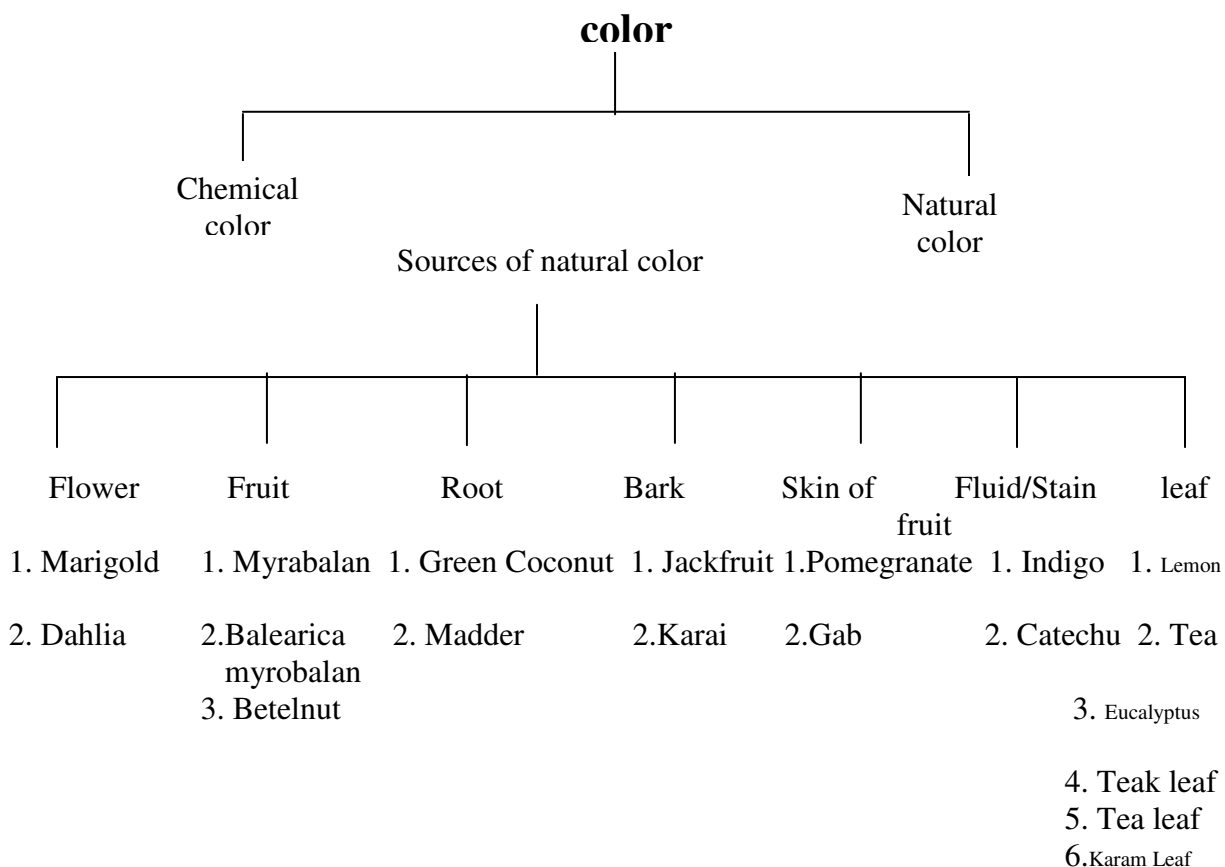 color
Chemical
color
Natural
color
Sources of natural color
Flower Fruit Root Bark Skin of Fluid/Stain leaf
fruit
1. Marigold 1. Myrabalan 1. Green Coconut 1. Jackfruit 1.Pomegranate 1. Indigo 1. Lemon
2. Dahlia 2.Balearica 2. Madder 2.Karai 2.Gab 2. Catechu 2. Tea
myrobalan
3. Betelnut 3. Eucalyptus
4. Teak leaf
5. Tea leaf
6.Karam Leaf